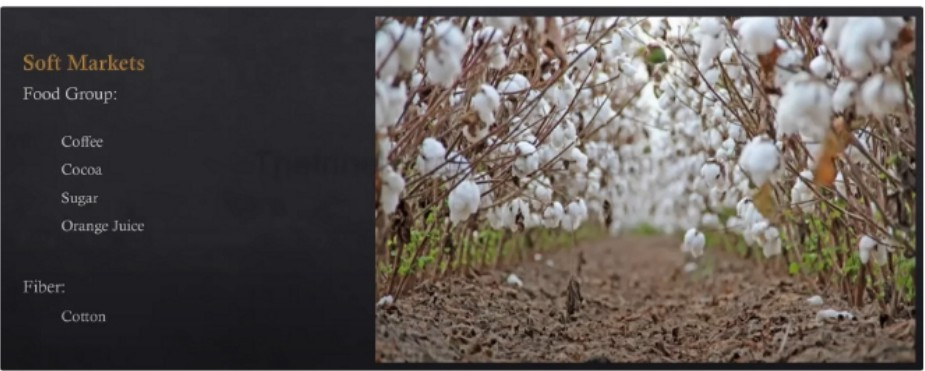 Soft Markets
Food Group:
Coffee
Cocoa
Sugar
Orange Juice
Fiber:
Cotton